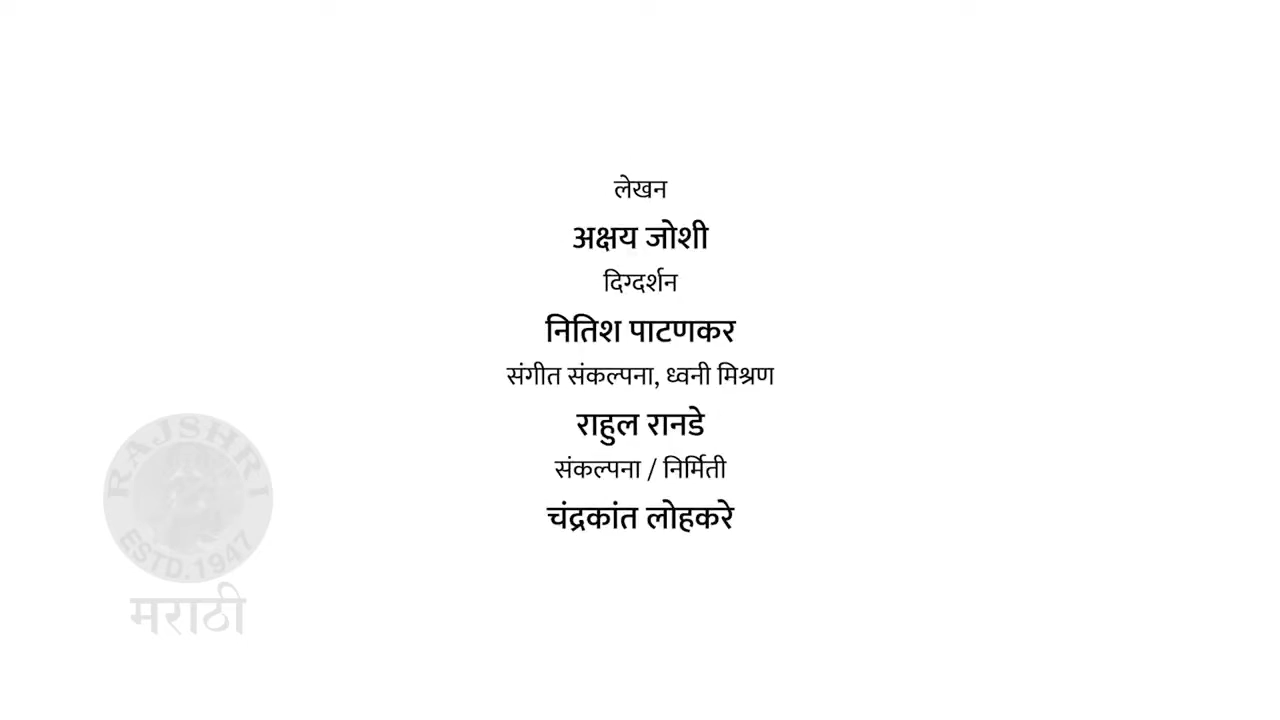 लेखन
अक्षय जोशी
दिग्दर्शन
नितिश पाटणकर
संगीत संकल्पना, ध्वनी मिश्रण
राहुल रानडे
संकल्पना / निर्मिती
चंद्रकांत लोहकरे
RAJSHRI
ESTD.1947
मराठी